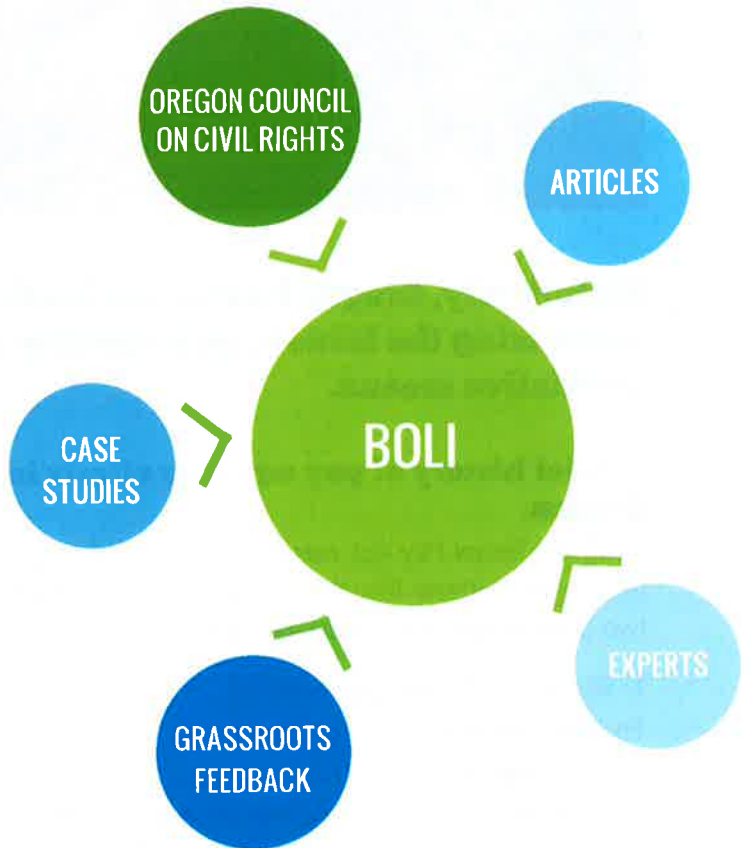 OREGON COUNCIL
ON CIVIL RIGHTS
ARTICLES
BOLI
CASE
STUDIES
EXPERTS
GRASSROOTS
FEEDBACK